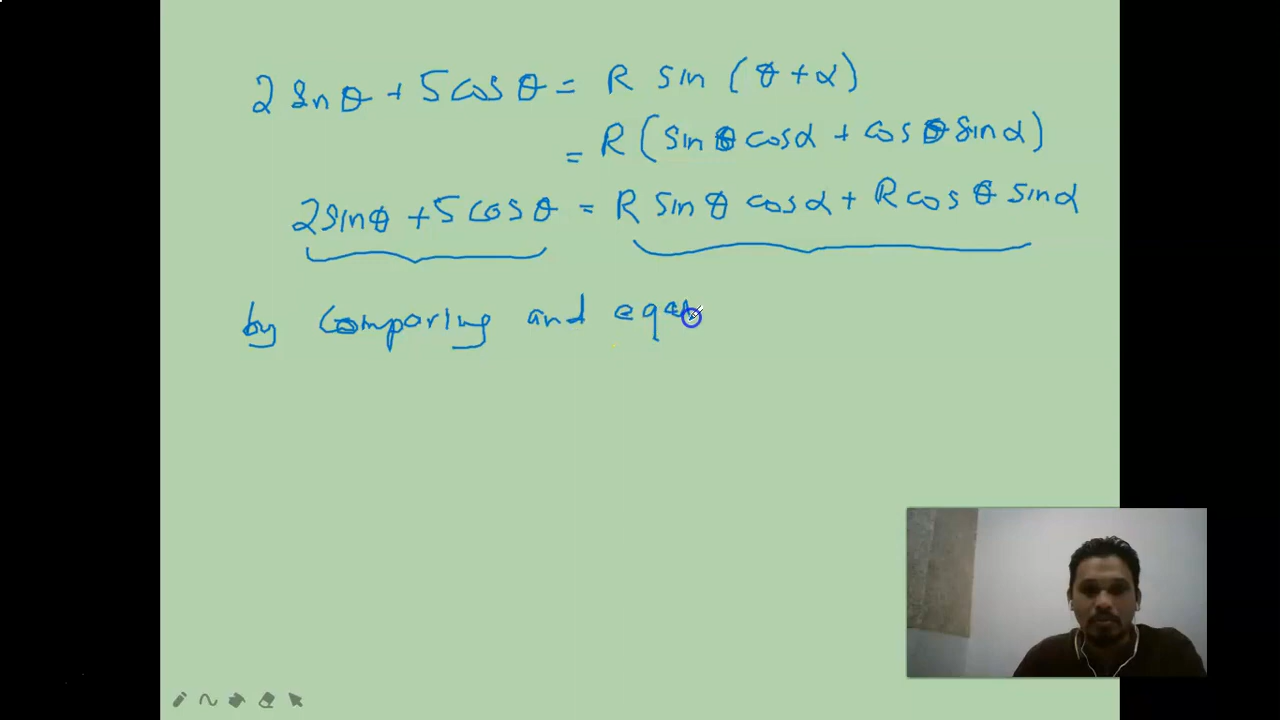 2 sin θ + 5 cos θ = R sin (θ + α)
= R (sin θ cos α + cos θ sin α)
2 sin θ + 5 cos θ = R sin θ cos α + R cos θ sin α
by comparing and equa